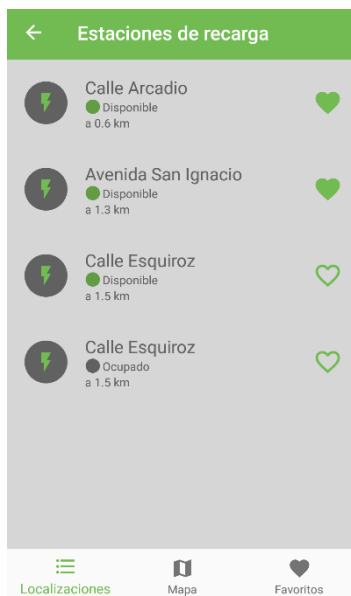 Estaciones de recarga
Calle Arcadio
Disponible
a 0.6 km
Avenida San Ignacio
Disponible
a 1.3 km
Calle Esquiroz
Disponible
a 1.5 km
Calle Esquiroz
Ocupado
a 1.5 km
Localizaciones
Mapa
Favoritos